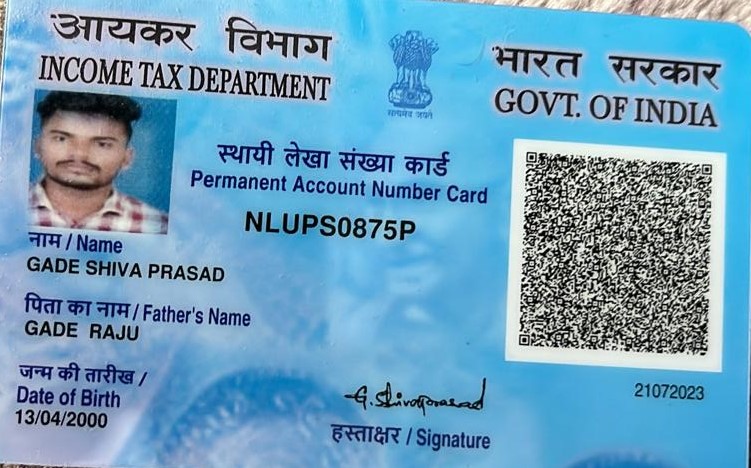 आयकर विभाग
INCOME TAX DEPARTMENT
सत्यमेव जयते
भारत सरकार
GOVT. OF INDIA
स्थायी लेखा संख्या कार्ड
Permanent Account Number Card
NLUPS0875P
नाम / Name
GADE SHIVA PRASAD
पिता का नाम / Father's Name
GADE RAJU
जन्म की तारीख /
Date of Birth
13/04/2000
G. Shivaprasad
हस्ताक्षर / Signature
21072023